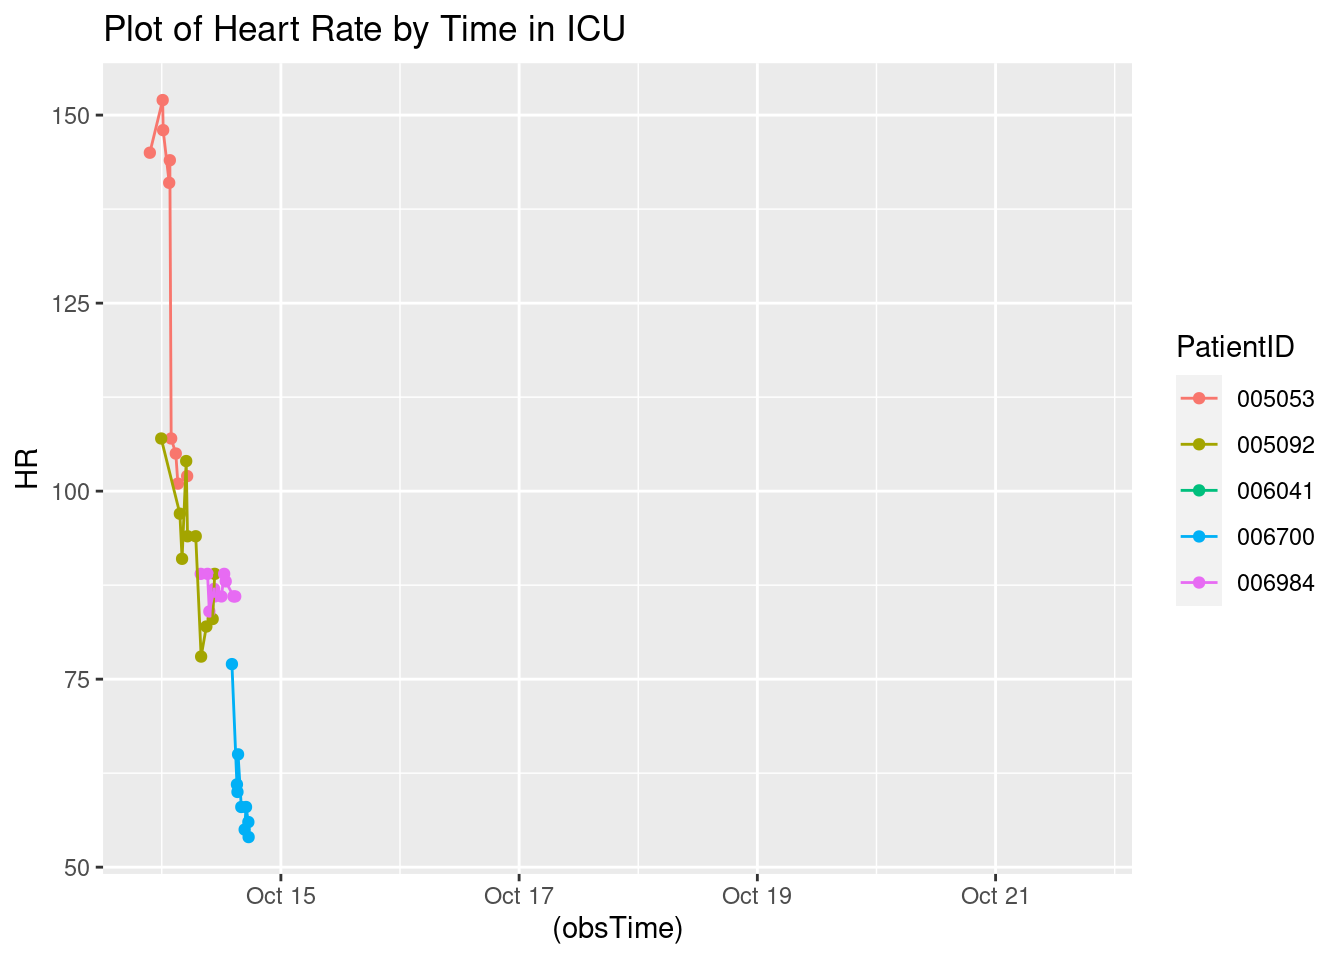 Plot of Heart Rate by Time in ICU
150
125
100
75
50
HR
Oct 15
Oct 17
Oct 19
Oct 21
(obsTime)
PatientID
005053
005092
006041
006700
006984